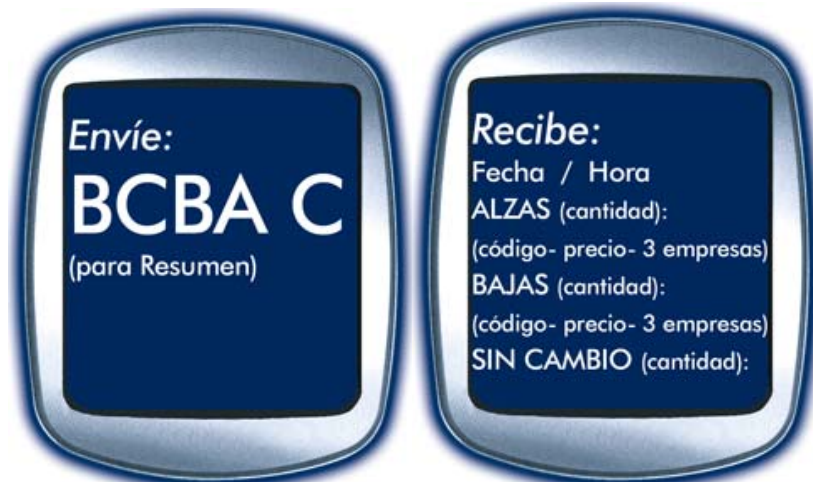 Envíe:
BCBA C
(para Resumen)
Recibe:
Fecha / Hora
ALZAS (cantidad):
(código- precio- 3 empresas)
BAJAS (cantidad):
(código- precio- 3 empresas)
SIN CAMBIO (cantidad):